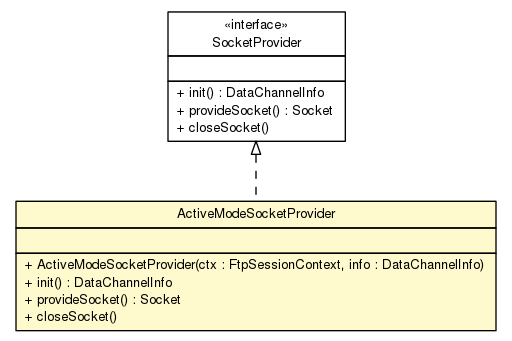 «interface»
SocketProvider
+ init() : DataChannelInfo
+ provideSocket() : Socket
+ closeSocket()
ActiveModeSocketProvider
+ ActiveModeSocketProvider(ctx : FtpSessionContext, info : DataChannelInfo)
+ init() : DataChannelInfo
+ provideSocket() : Socket
+ closeSocket()